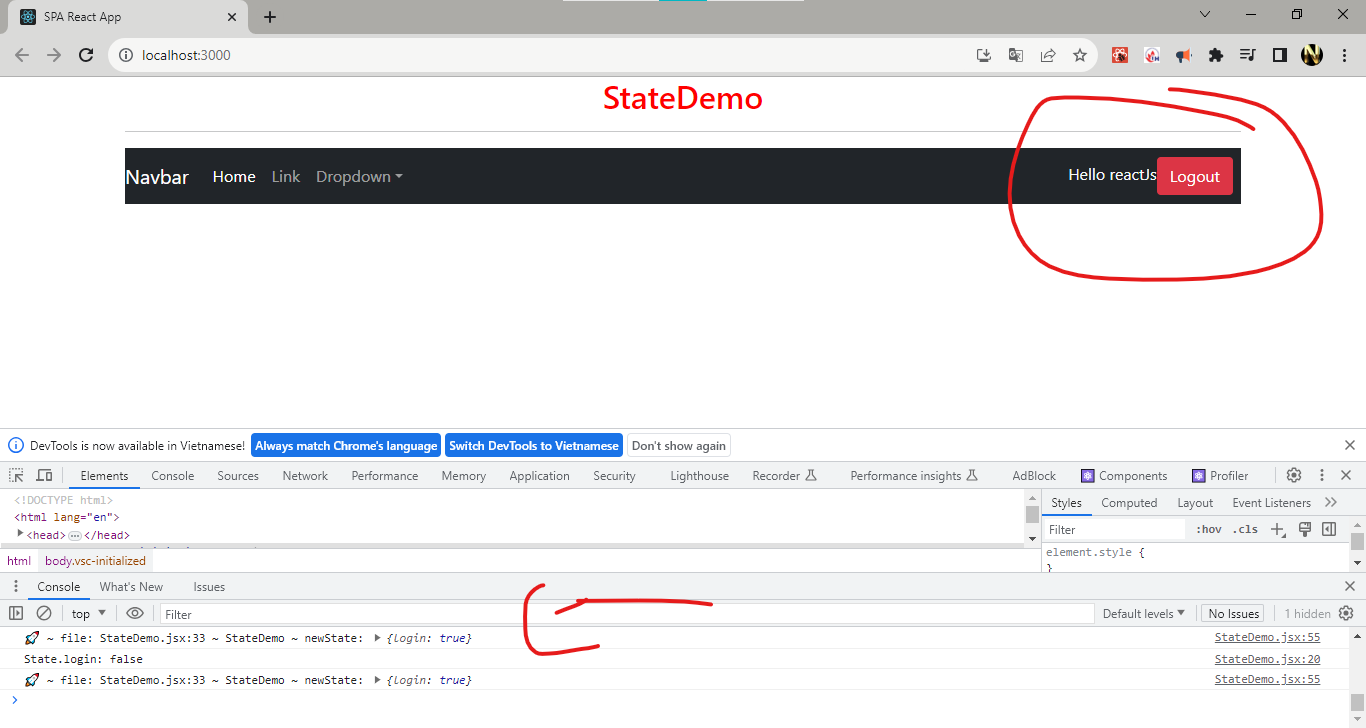 SPA React App
localhost:3000
StateDemo
Navbar Home Link Dropdown Hello reactJs Logout
DevTools is now available in Vietnamese! Always match Chrome's language Switch DevTools to Vietnamese Don't show again
Elements Console Sources Network Performance Memory Application Security Lighthouse Recorder Performance insights AdBlock Components Profiler
<!DOCTYPE html>
<html lang="en">
<head> </head>
html body.vsc-initialized
Styles Computed Layout Event Listeners
Filter :hov .cls
element.style {
}
Console What's New Issues
top Filter Default levels No Issues 1 hidden
🚀 ~ file: StateDemo.jsx:33 ~ StateDemo ~ newState: {login: true} StateDemo.jsx:55
State.login: false StateDemo.jsx:20
🚀 ~ file: StateDemo.jsx:33 ~ StateDemo ~ newState: {login: true} StateDemo.jsx:55